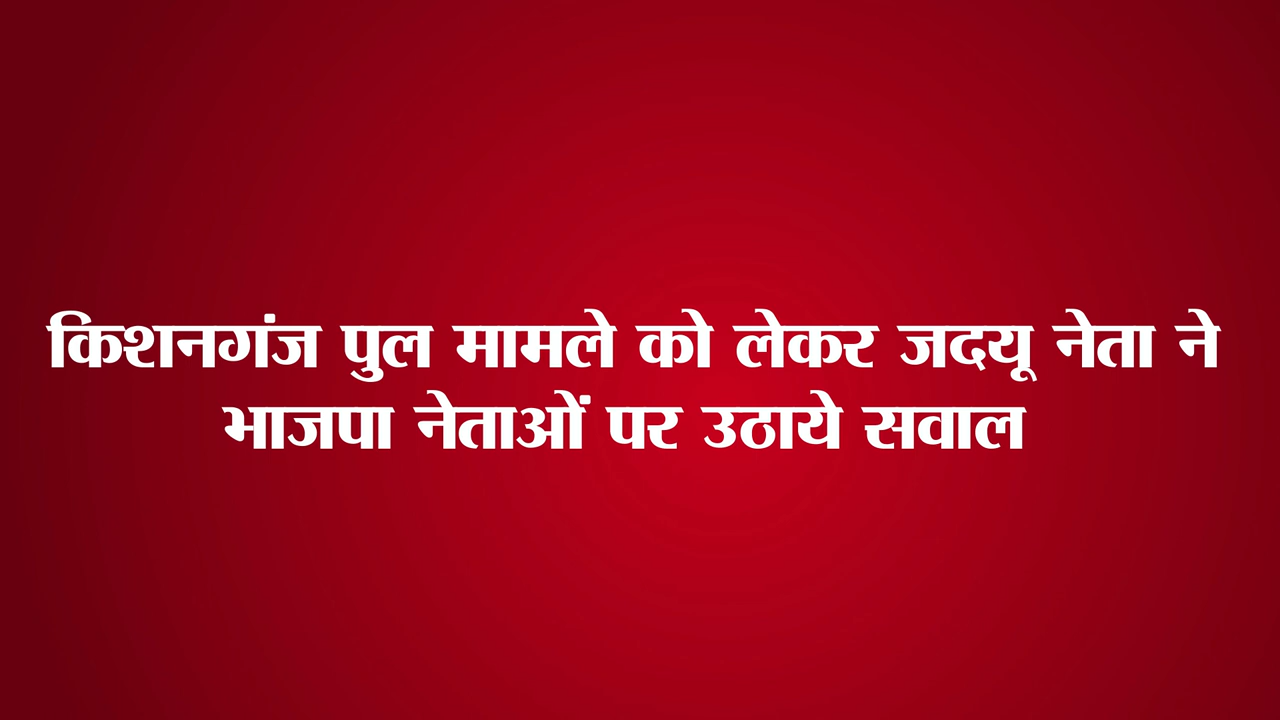 किशनगंज पुल मामले को लेकर जदयू नेता ने
भाजपा नेताओं पर उठाये सवाल